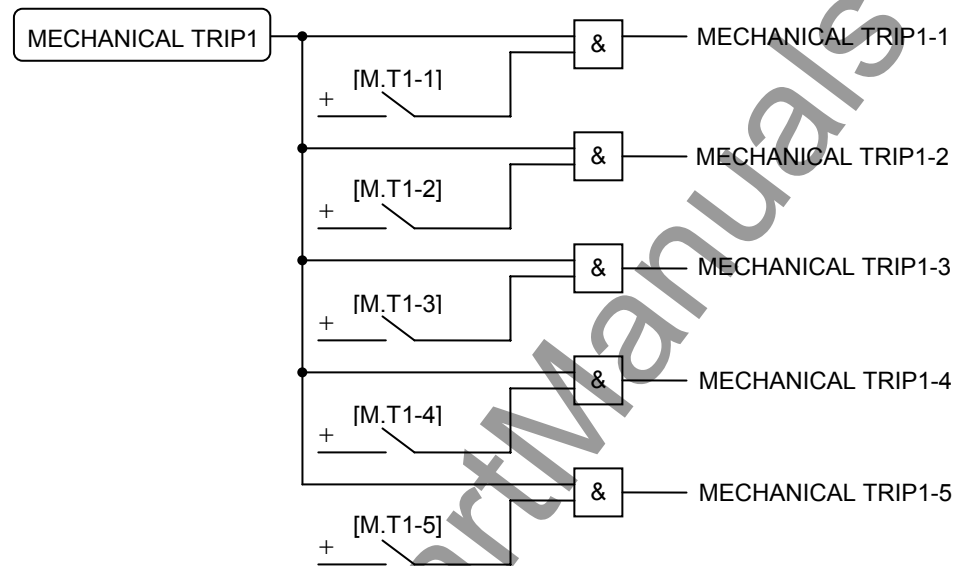 MECHANICAL TRIP1
& MECHANICAL TRIP1-1
[M.T1-1]
+
& MECHANICAL TRIP1-2
[M.T1-2]
+
& MECHANICAL TRIP1-3
[M.T1-3]
+
& MECHANICAL TRIP1-4
[M.T1-4]
+
& MECHANICAL TRIP1-5
[M.T1-5]
+
artManuals